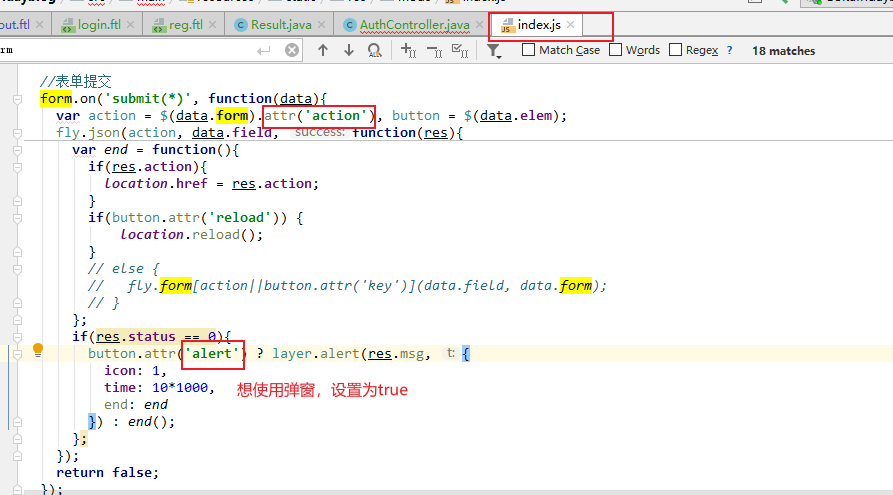 out.ftl login.ftl reg.ftl Result.java AuthController.java index.js
rm Match Case Words Regex ? 18 matches
//表单提交
form.on('submit(*)', function(data){
var action = $(data.form).attr('action'), button = $(data.elem);
fly.json(action, data.field, success: function(res){
var end = function(){
if(res.action){
location.href = res.action;
}
if(button.attr('reload')) {
location.reload();
}
// else {
//   fly.form[action||button.attr('key')](data.field, data.form);
// }
};
if(res.status == 0){
button.attr('alert') ? layer.alert(res.msg, t: {
icon: 1,
time: 10*1000, 想使用弹窗，设置为true
end: end
}) : end();
};
});
return false;
});